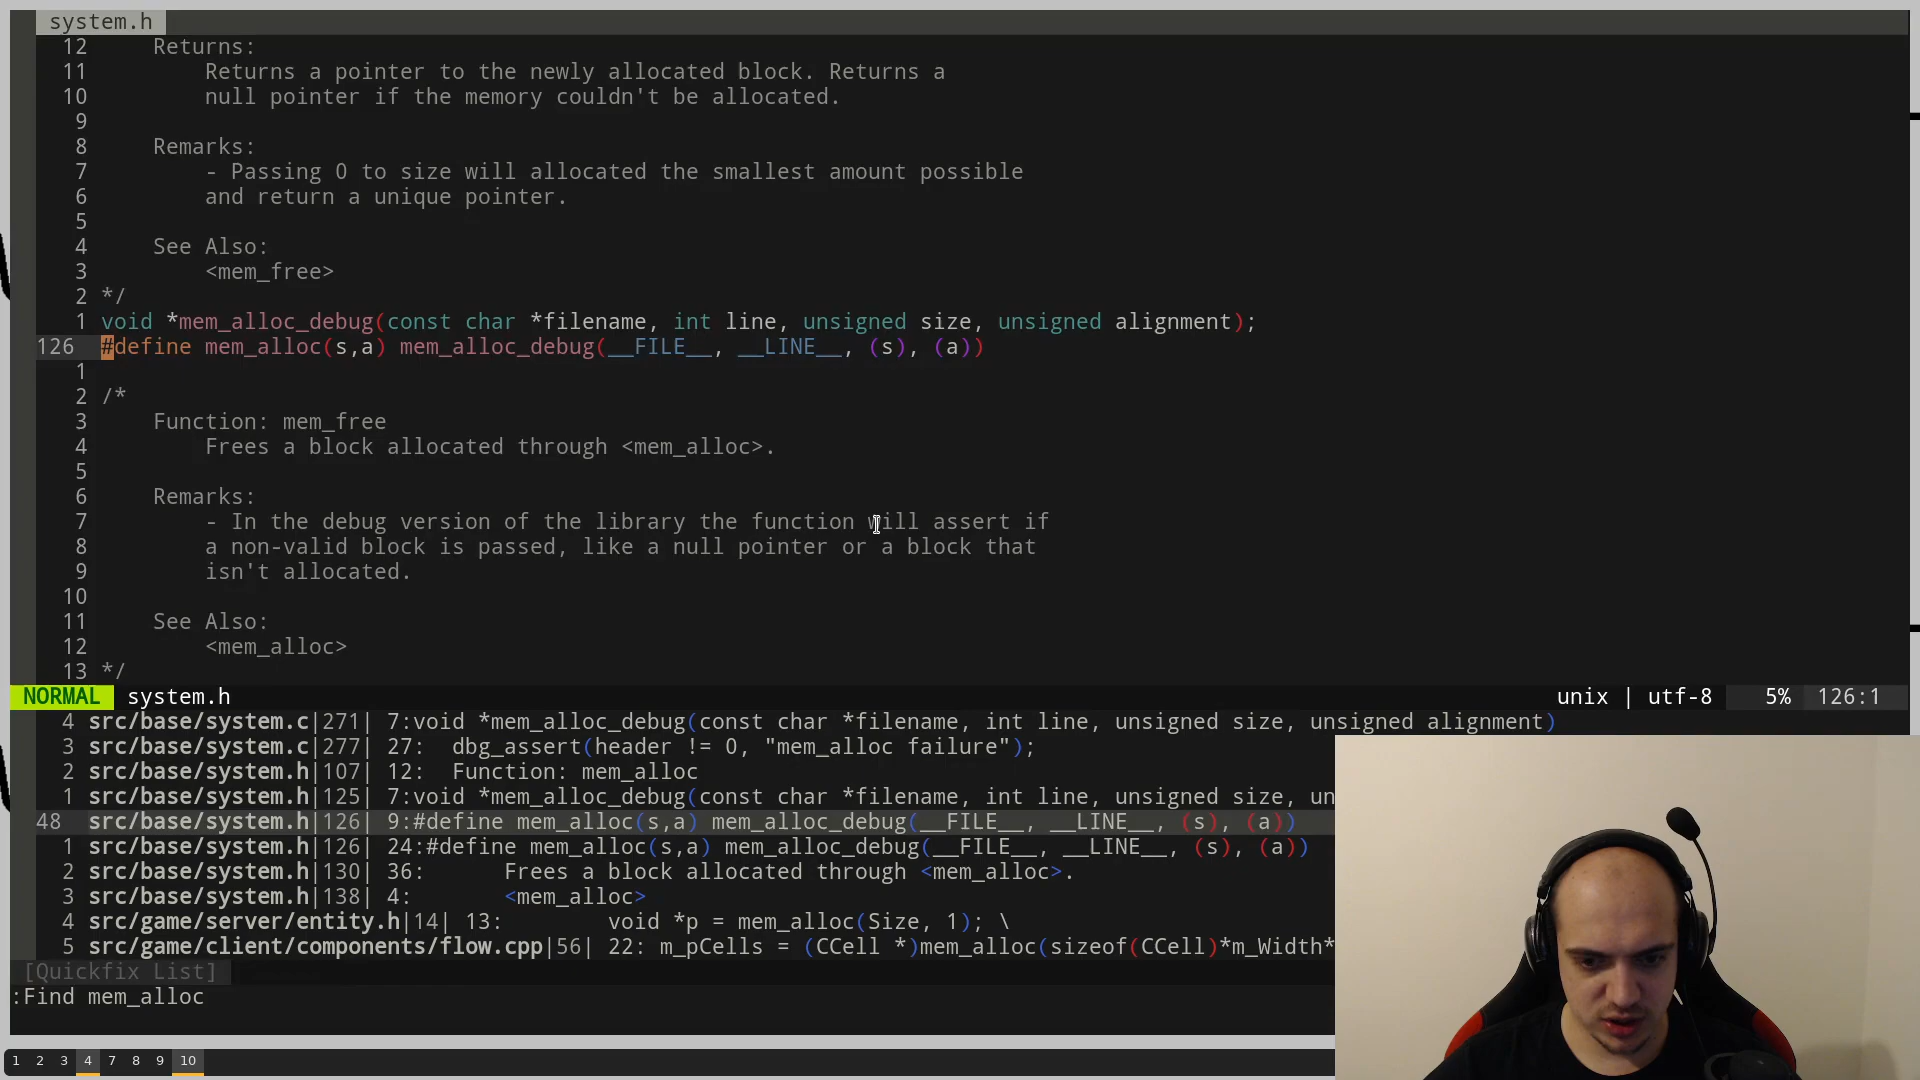 system.h
12     Returns:
11         Returns a pointer to the newly allocated block. Returns a
10         null pointer if the memory couldn't be allocated.
9
8     Remarks:
7         - Passing 0 to size will allocated the smallest amount possible
6         and return a unique pointer.
5
4     See Also:
3         <mem_free>
2 */
1 void *mem_alloc_debug(const char *filename, int line, unsigned size, unsigned alignment);
126 #define mem_alloc(s,a) mem_alloc_debug(__FILE__, __LINE__, (s), (a))
1
2 /*
3     Function: mem_free
4         Frees a block allocated through <mem_alloc>.
5
6     Remarks:
7         - In the debug version of the library the function will assert if
8         a non-valid block is passed, like a null pointer or a block that
9         isn't allocated.
10
11     See Also:
12         <mem_alloc>
13 */
NORMAL system.h unix | utf-8 5% 126:1
4 src/base/system.c|271| 7:void *mem_alloc_debug(const char *filename, int line, unsigned size, unsigned alignment)
3 src/base/system.c|277| 27:  dbg_assert(header != 0, "mem_alloc failure");
2 src/base/system.h|107| 12:  Function: mem_alloc
1 src/base/system.h|125| 7:void *mem_alloc_debug(const char *filename, int line, unsigned size, un
48 src/base/system.h|126| 9:#define mem_alloc(s,a) mem_alloc_debug(__FILE__, __LINE__, (s), (a))
1 src/base/system.h|126| 24:#define mem_alloc(s,a) mem_alloc_debug(__FILE__, __LINE__, (s), (a))
2 src/base/system.h|130| 36:      Frees a block allocated through <mem_alloc>.
3 src/base/system.h|138| 4:       <mem_alloc>
4 src/game/server/entity.h|14| 13:        void *p = mem_alloc(Size, 1); \
5 src/game/client/components/flow.cpp|56| 22: m_pCells = (CCell *)mem_alloc(sizeof(CCell)*m_Width*
[Quickfix List]
:Find mem_alloc
1 2 3 4 7 8 9 10